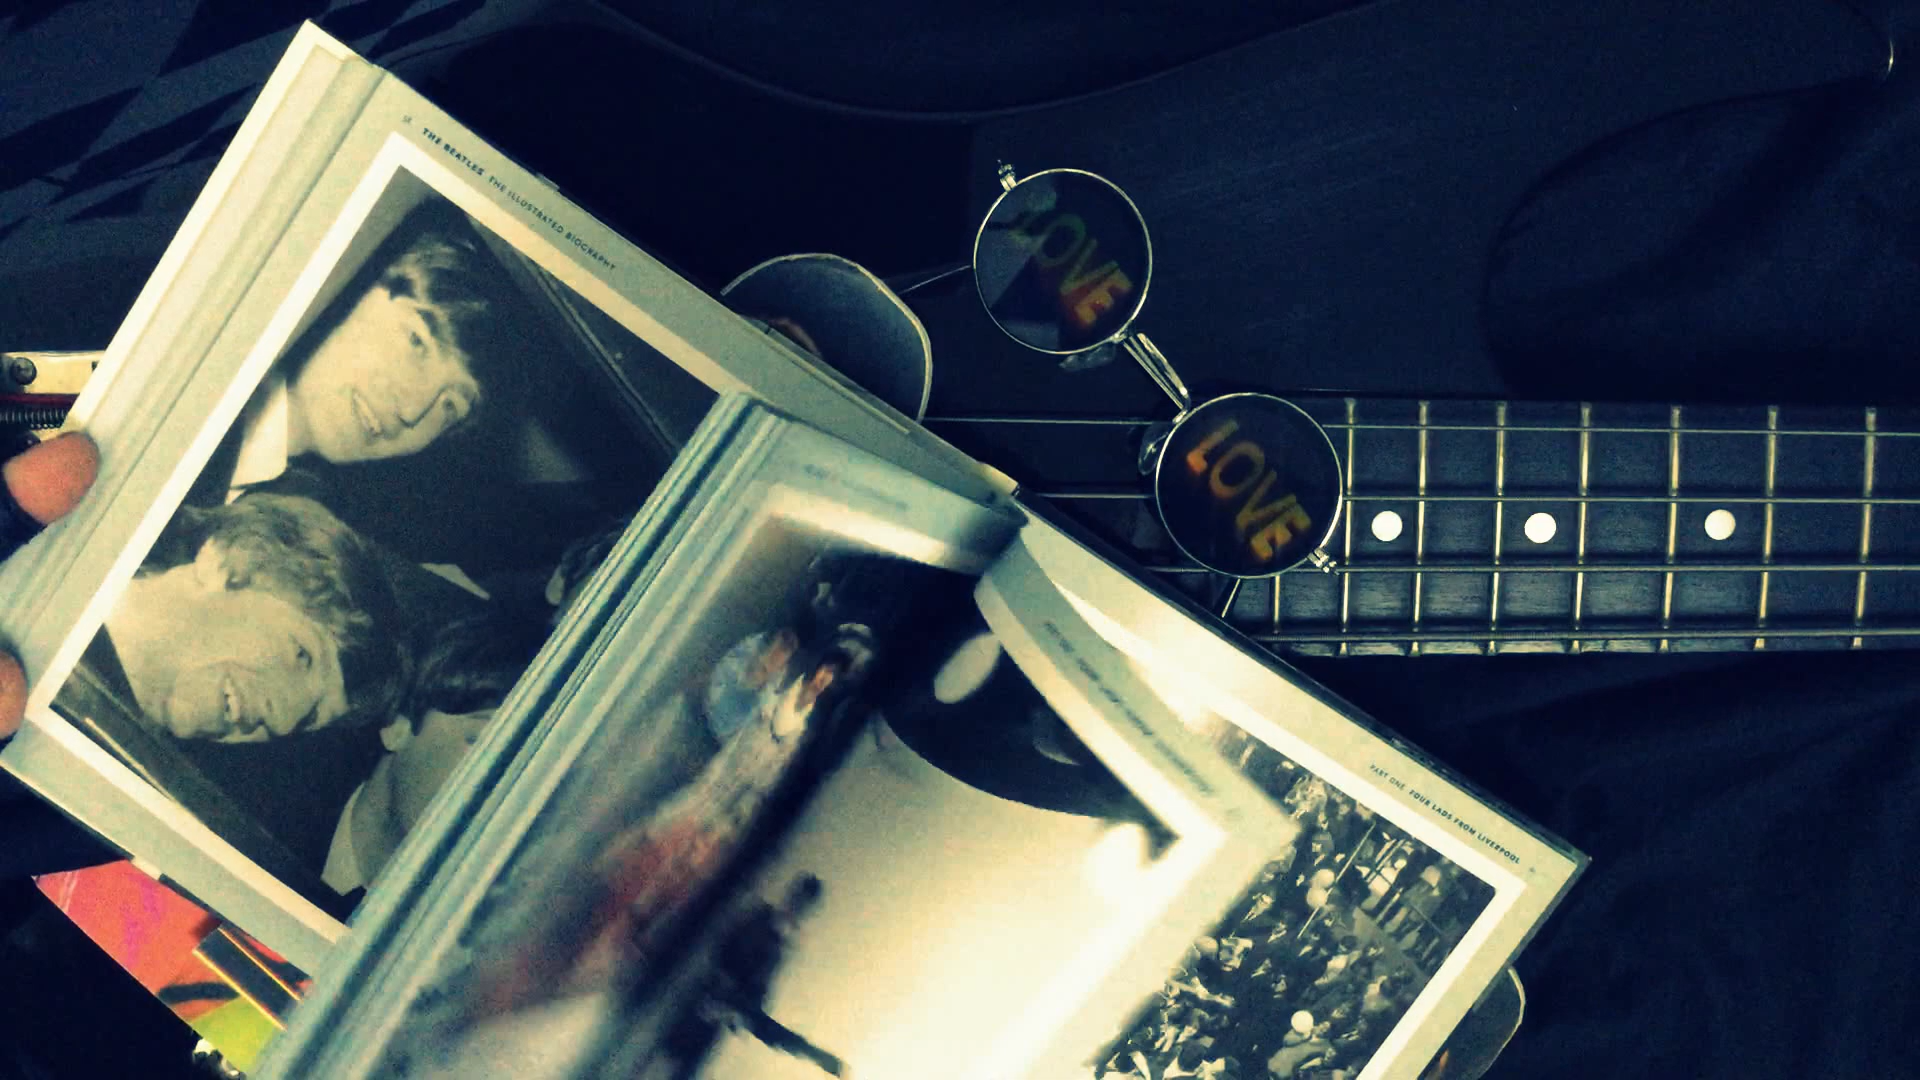 THE BEATLES THE ILLUSTRATED BIOGRAPHY
LOVE
LOVE
PART ONE FOUR LADS FROM LIVERPOOL